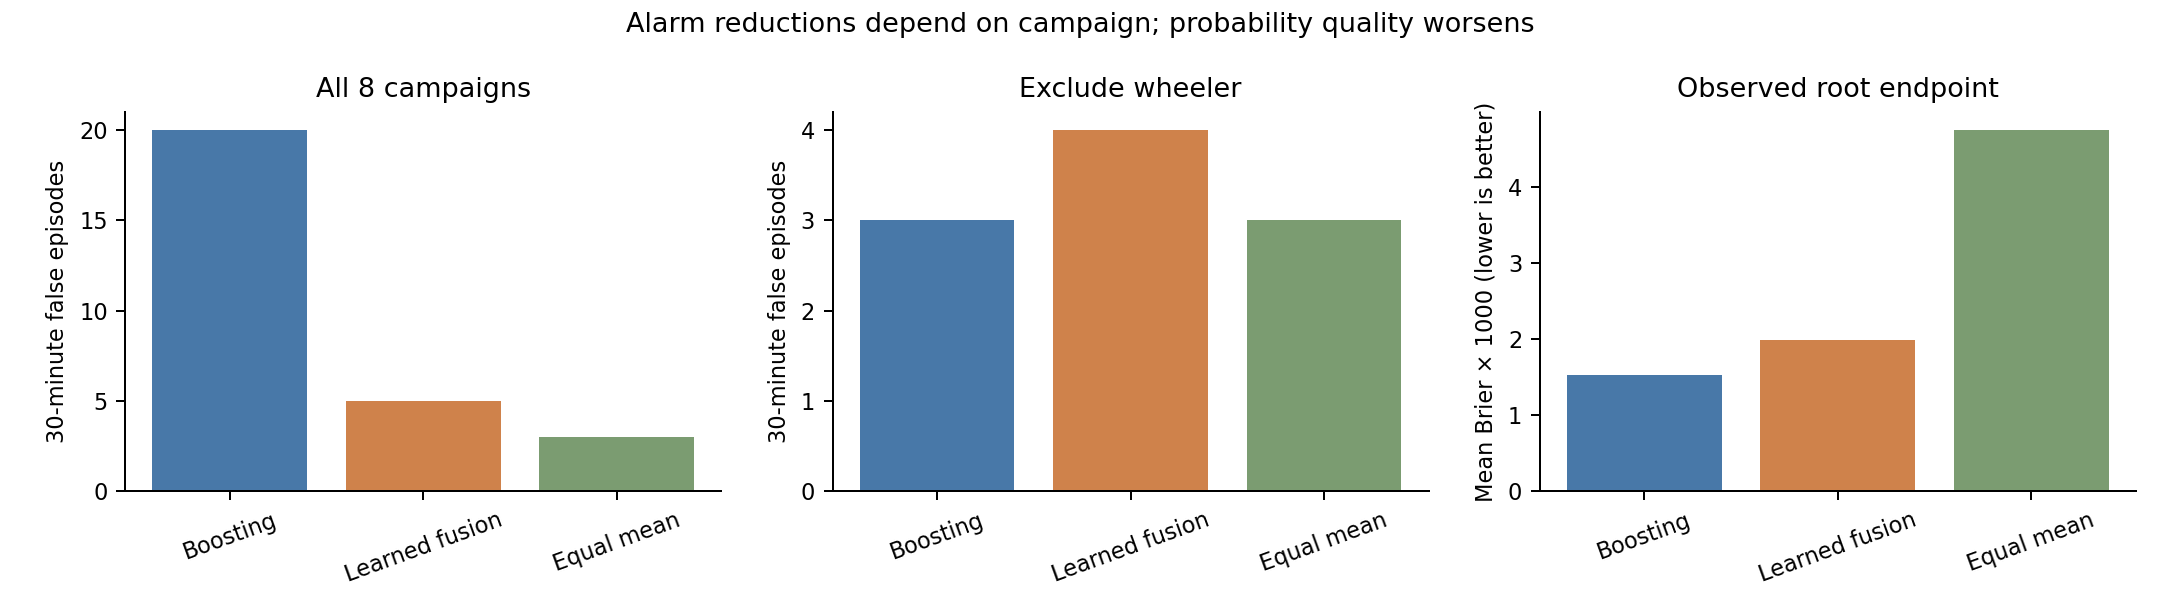 Alarm reductions depend on campaign; probability quality worsens
All 8 campaigns
30-minute false episodes
20
15
10
5
0
Boosting
Learned fusion
Equal mean
Exclude wheeler
30-minute false episodes
4
3
2
1
0
Boosting
Learned fusion
Equal mean
Observed root endpoint
Mean Brier × 1000 (lower is better)
4
3
2
1
0
Boosting
Learned fusion
Equal mean